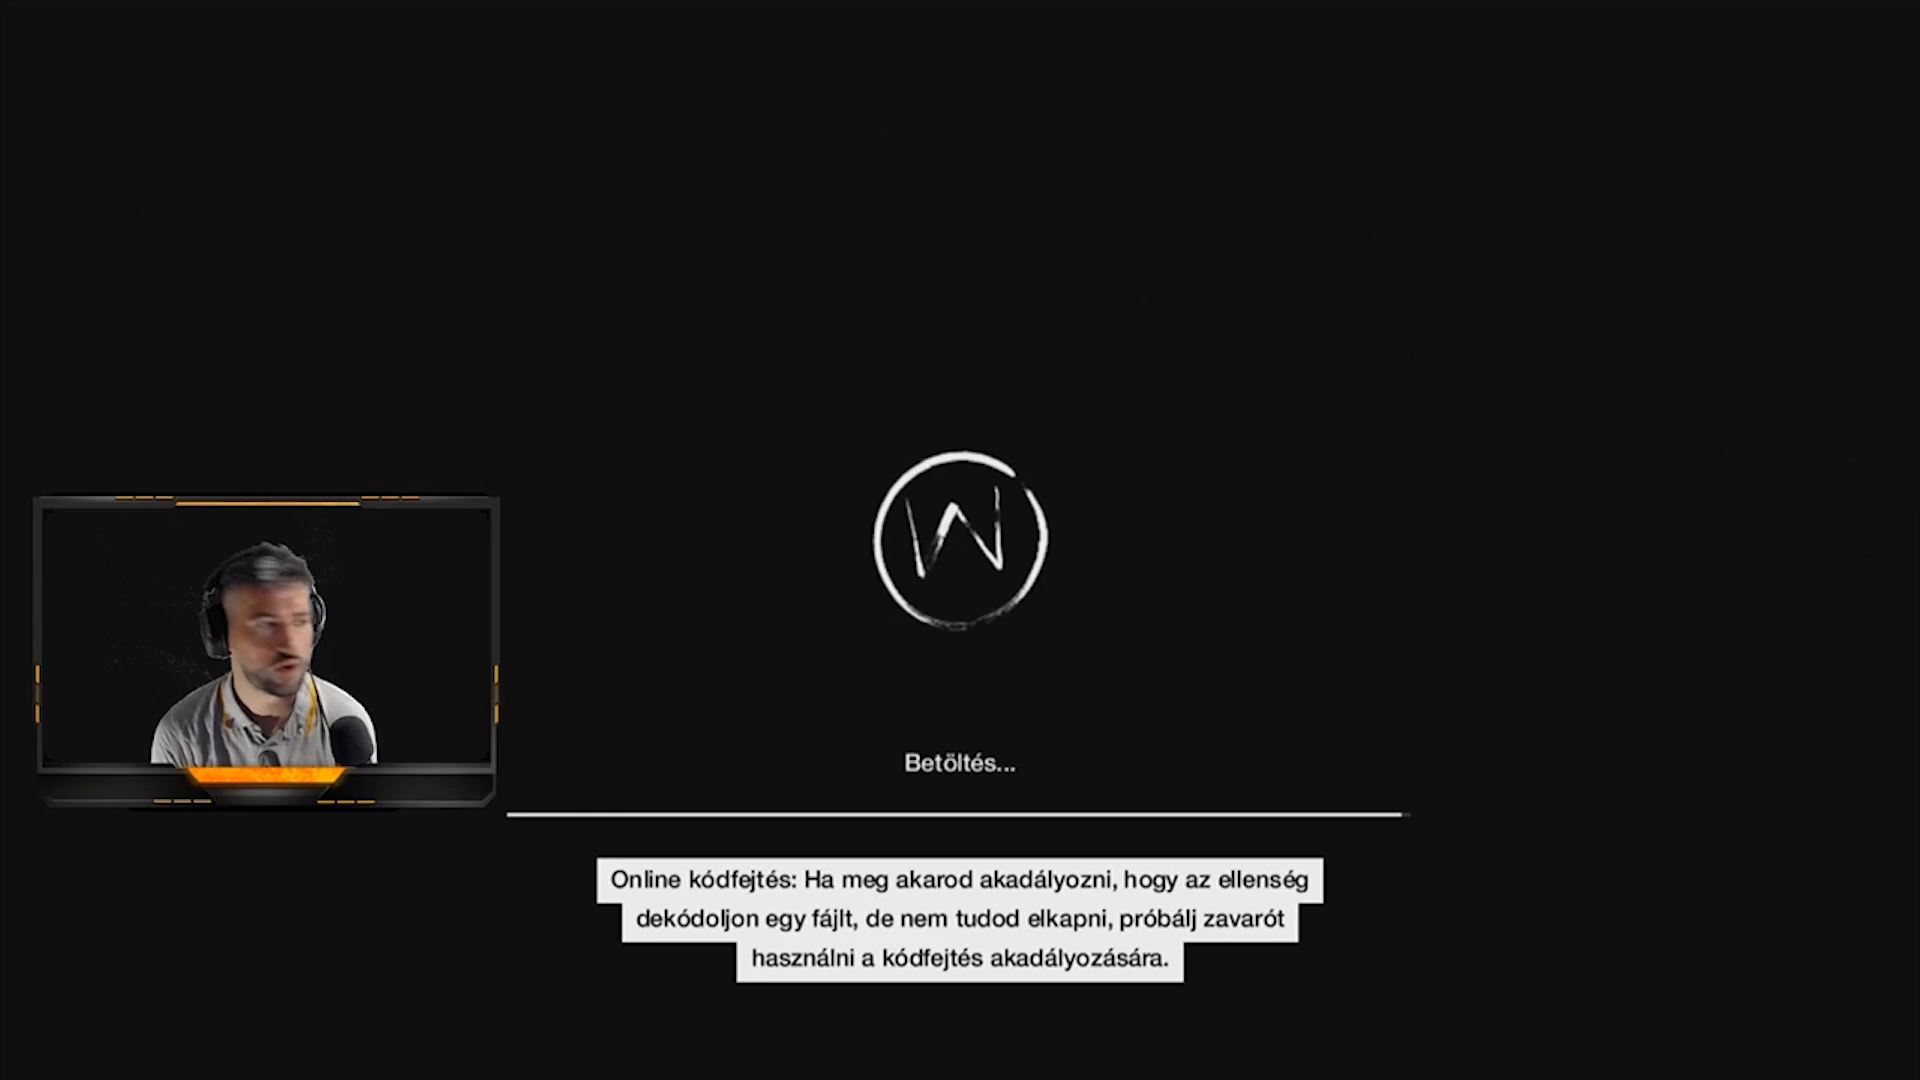 W
Betöltés...
Online kódfejtés: Ha meg akarod akadályozni, hogy az ellenség
dekódoljon egy fájlt, de nem tudod elkapni, próbálj zavarót
használni a kódfejtés akadályozására.